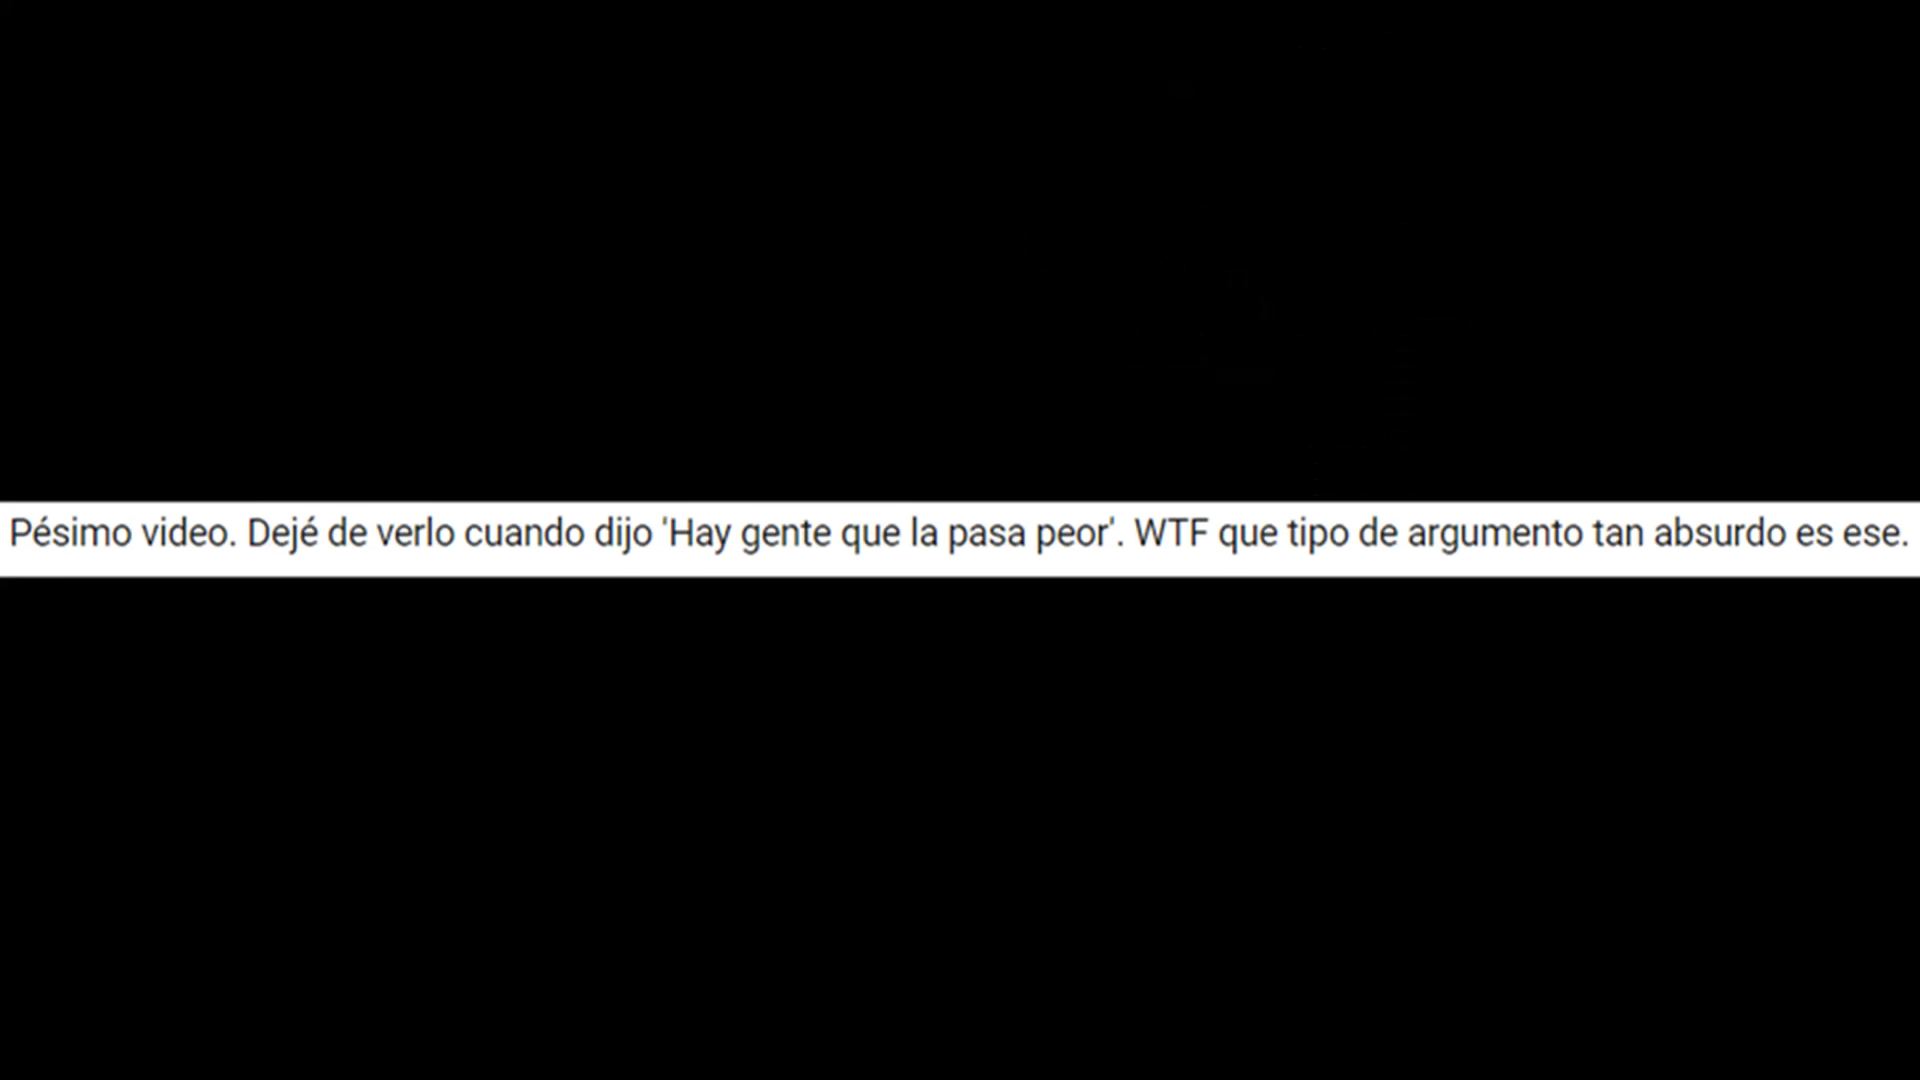 Pésimo video. Dejé de verlo cuando dijo 'Hay gente que la pasa peor'. WTF que tipo de argumento tan absurdo es ese.